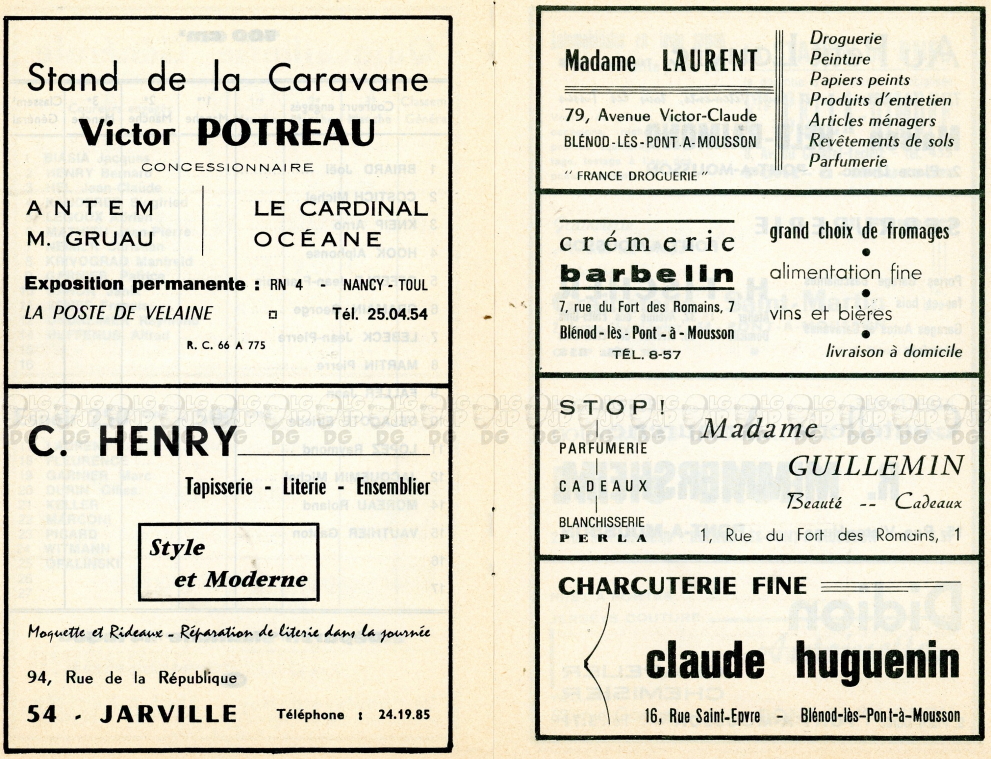 Stand de la Caravane
Victor POTREAU
CONCESSIONNAIRE
ANTEM
M. GRUAU
LE CARDINAL
OCÉANE
Exposition permanente : RN 4 - NANCY - TOUL
LA POSTE DE VELAINE Tél. 25.04.54
R. C. 66 A 775
C. HENRY
Tapisserie - Literie - Ensemblier
Style
et Moderne
Moquette et Rideaux - Réparation de literie dans la journée
94, Rue de la République
54 - JARVILLE Téléphone : 24.19.85
Madame LAURENT
79, Avenue Victor-Claude
BLÉNOD-LÈS-PONT-A-MOUSSON
" FRANCE DROGUERIE "
Droguerie
Peinture
Papiers peints
Produits d'entretien
Articles ménagers
Revêtements de sols
Parfumerie
crémerie
barbelin
7, rue du Fort des Romains, 7
Blénod-lès-Pont-à-Mousson
TÉL. 8-57
grand choix de fromages
alimentation fine
vins et bières
livraison à domicile
STOP!
PARFUMERIE
CADEAUX
BLANCHISSERIE
PERLA
Madame
GUILLEMIN
Beauté -- Cadeaux
1, Rue du Fort des Romains, 1
CHARCUTERIE FINE
claude huguenin
16, Rue Saint-Epvre - Blénod-lès-Pont-à-Mousson